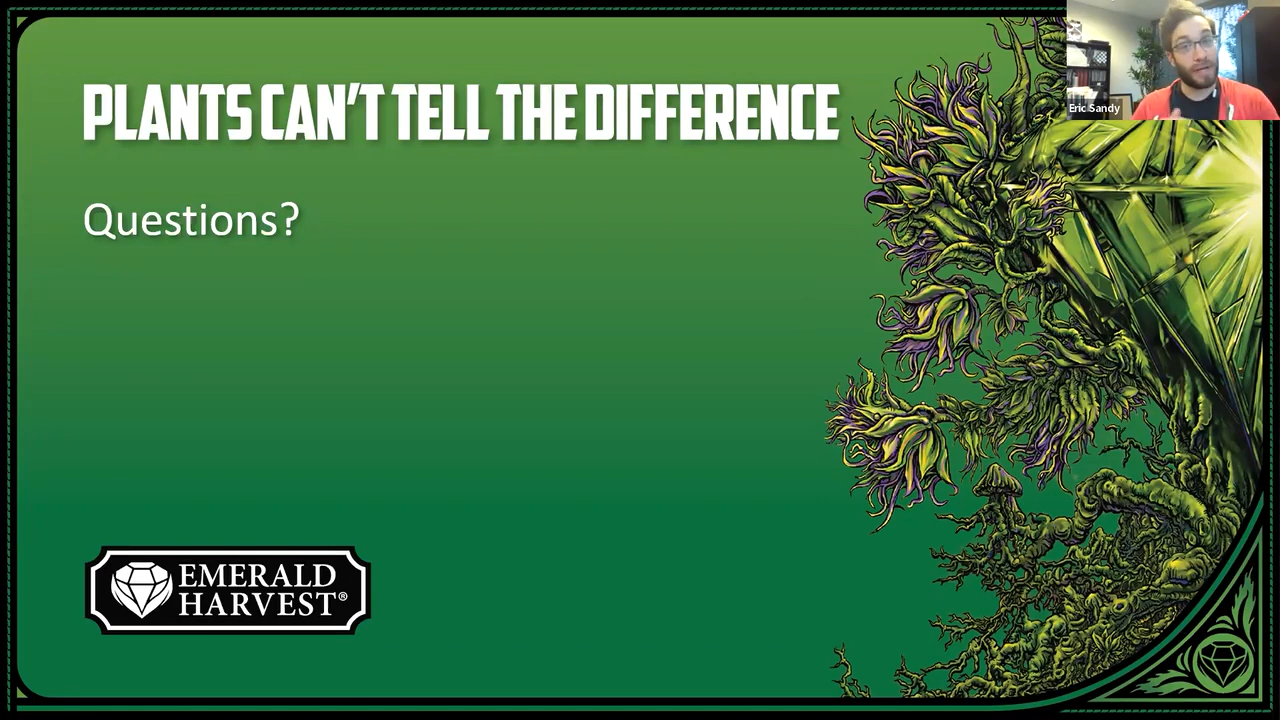 PLANTS CAN'T TELL THE DIFFERENCE
Eric Sandy
Questions?
EMERALD
HARVEST®